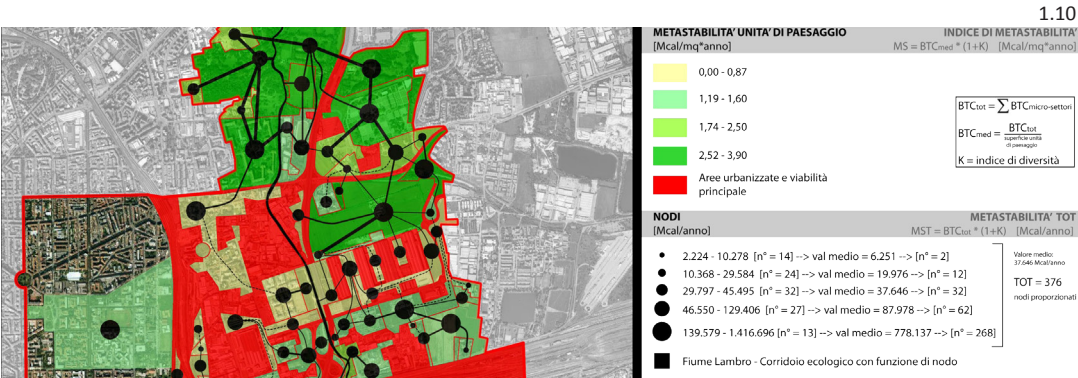 1.10
METASTABILITA' UNITA' DI PAESAGGIO
[Mcal/mq*anno]
INDICE DI METASTABILITA'
MS = BTCmed * (1+K) [Mcal/mq*anno]
0,00 - 0,87
1,19 - 1,60
1,74 - 2,50
2,52 - 3,90
Aree urbanizzate e viabilità
principale
BTCtot = ∑ BTCmicro-settori
BTCmed = BTCtot
superficie unità
di paesaggio
K = indice di diversità
NODI
[Mcal/anno]
METASTABILITA' TOT
MST = BTCtot * (1+K) [Mcal/anno]
2.224 - 10.278 [n° = 14] --> val medio = 6.251 --> [n° = 2]
10.368 - 29.584 [n° = 24] --> val medio = 19.976 --> [n° = 12]
29.797 - 45.495 [n° = 32] --> val medio = 37.646 --> [n° = 32]
46.550 - 129.406 [n° = 27] --> val medio = 87.978 --> [n° = 62]
139.579 - 1.416.696 [n° = 13] --> val medio = 778.137 --> [n° = 268]
Valore medio:
37.646 Mcal/anno
TOT = 376
nodi proporzionati
Fiume Lambro - Corridoio ecologico con funzione di nodo